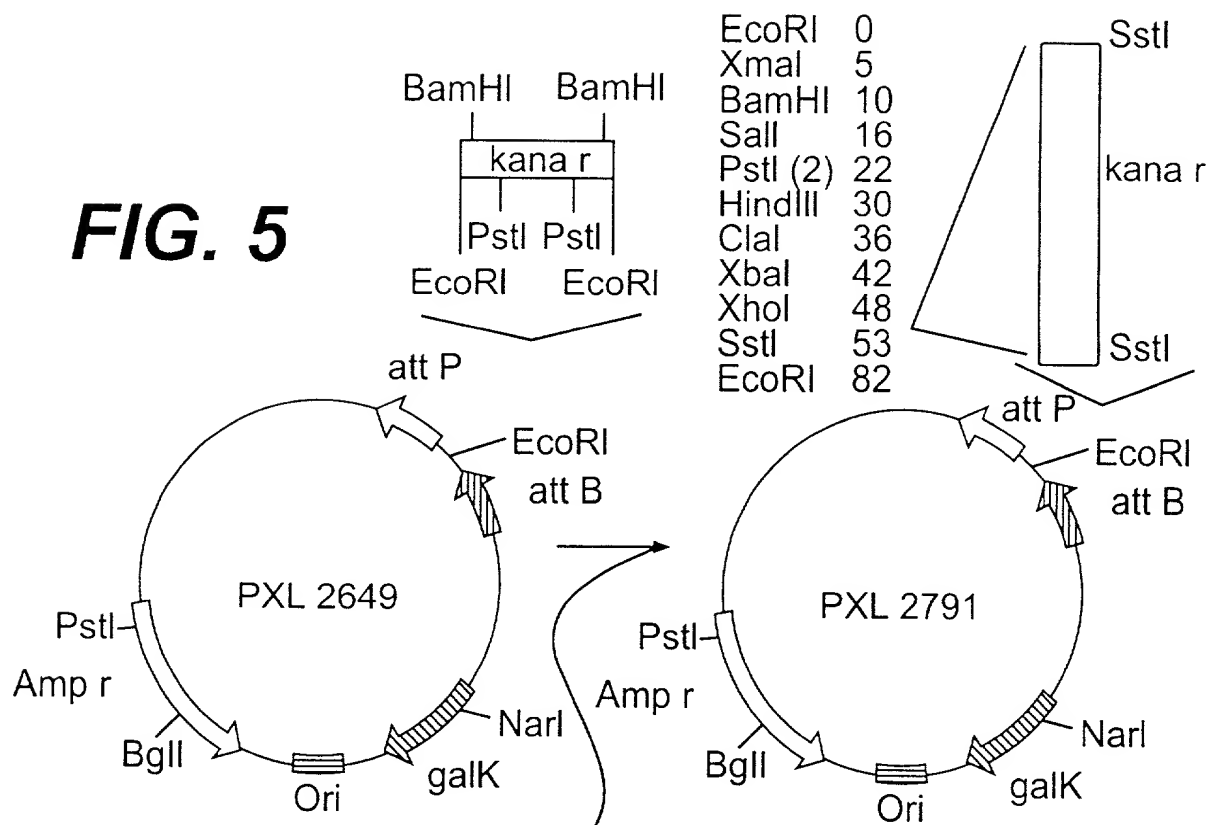 FIG. 5
BamHI BamHI
kana r
PstI PstI
EcoRI EcoRI
EcoRI 0
XmaI 5
BamHI 10
SalI 16
PstI (2) 22
HindIII 30
ClaI 36
XbaI 42
XhoI 48
SstI 53
EcoRI 82
SstI
kana r
SstI
att P
EcoRI
att B
PXL 2649
PstI
Amp r
BglI
Ori
galK
NarI
att P
EcoRI
att B
PXL 2791
PstI
Amp r
BglI
Ori
galK
NarI